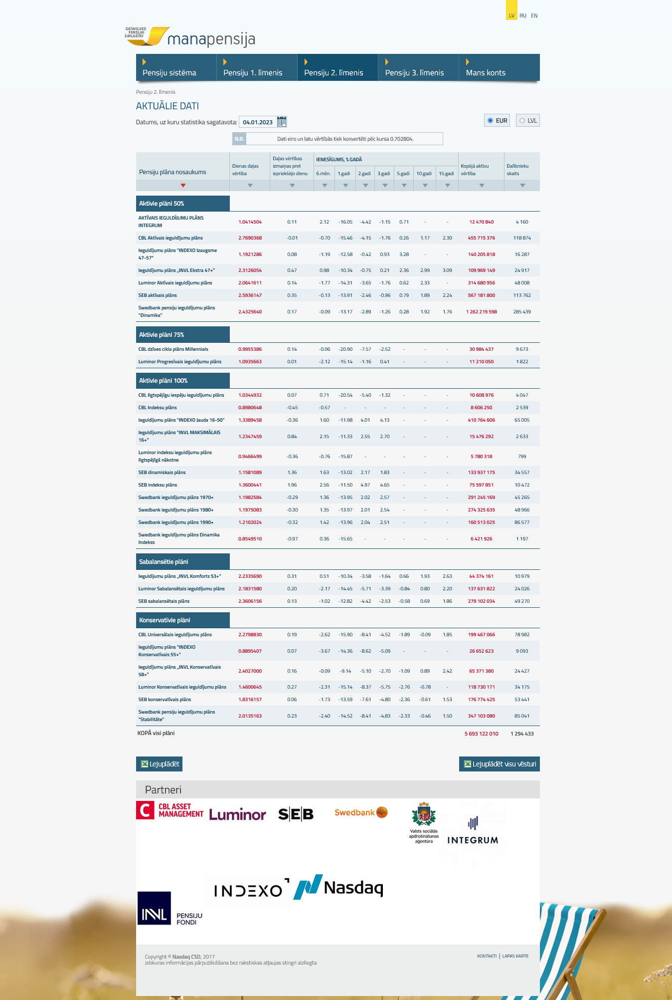 LV RU EN
GATAVOJIES
PENSIJAI
SAVLAICĪGI
manapensija
Pensiju sistēma
Pensiju 1. līmenis
Pensiju 2. līmenis
Pensiju 3. līmenis
Mans konts
Pensiju 2. līmenis
AKTUĀLIE DATI
Datums, uz kuru statistika sagatavota: 04.01.2023
EUR LVL
N.B. Dati eiro un latu vērtībās tiek konvertēti pēc kursa 0.702804.
Pensiju plāna nosaukums
Dienas daļas
vērtība
Daļas vērtības
izmaiņas pret
iepriekšējo dienu
IENESĪGUMS, % GADĀ
6.mēn. 1.gadi 2.gadi 3.gadi 5.gadi 10.gadi 15.gadi
Kopējā aktīvu
vērtība
Dalībnieku
skaits
Aktīvie plāni 50%
AKTĪVAIS IEGULDĪJUMU PLĀNS
INTEGRUM
1.0414504 0.11 2.12 -16.05 -4.42 -1.15 0.71 - - 12 470 840 4 160
CBL Aktīvais ieguldījumu plāns 2.7690368 -0.01 -0.70 -15.46 -4.15 -1.76 0.26 1.17 2.30 455 715 376 118 874
Ieguldījumu plāns "INDEXO Izaugsme
47-57"
1.1921286 0.08 -1.19 -12.58 -0.42 0.93 3.28 - - 140 205 818 16 287
Ieguldījumu plāns „INVL Ekstra 47+” 2.3126054 0.47 0.98 -10.34 -0.75 0.21 2.36 2.99 3.09 109 969 149 24 917
Luminor Aktīvais ieguldījumu plāns 2.0641611 0.14 -1.77 -14.31 -3.65 -1.76 0.62 2.33 - 314 680 956 48 008
SEB aktīvais plāns 2.5936147 0.35 -0.13 -13.91 -2.46 -0.96 0.79 1.89 2.24 567 181 800 113 762
Swedbank pensiju ieguldījumu plāns
"Dinamika"
2.4325640 0.17 -0.09 -13.17 -2.89 -1.26 0.28 1.92 1.76 1 262 219 598 285 439
Aktīvie plāni 75%
CBL dzīves cikla plāns Millennials 0.9955386 0.14 -0.06 -20.90 -7.57 -2.52 - - - 30 984 437 9 673
Luminor Progresīvais ieguldījumu plāns 1.0935663 0.01 -2.12 -15.14 -1.16 0.41 - - - 11 210 050 1 822
Aktīvie plāni 100%
CBL Ilgtspējīgu iespēju ieguldījumu plāns 1.0344932 0.07 0.71 -20.54 -5.40 -1.32 - - - 10 608 976 4 047
CBL Indeksu plāns 0.8980648 -0.45 -0.57 - - - - - - 8 606 250 2 539
Ieguldījumu plāns "INDEXO Jauda 16-50" 1.3389458 -0.36 1.60 -11.98 4.01 4.13 - - - 410 764 606 65 005
Ieguldījumu plāns "INVL MAKSIMĀLAIS
16+”
1.2347459 0.84 2.15 -11.33 2.55 2.70 - - - 15 476 292 2 633
Luminor indeksu ieguldījumu plāns
Ilgtspējīgā nākotne
0.9466499 -0.36 -0.76 -15.87 - - - - - 5 780 318 799
SEB dinamiskais plāns 1.1581089 1.36 1.63 -13.02 2.17 1.83 - - - 133 937 175 34 557
SEB indeksu plāns 1.3600441 1.96 2.56 -11.50 4.97 4.65 - - - 75 597 851 10 472
Swedbank ieguldījumu plāns 1970+ 1.1982584 -0.29 1.36 -13.95 2.02 2.57 - - - 291 245 169 45 265
Swedbank ieguldījumu plāns 1980+ 1.1975083 -0.30 1.35 -13.97 2.01 2.54 - - - 274 325 635 48 966
Swedbank ieguldījumu plāns 1990+ 1.2102024 -0.32 1.42 -13.96 2.04 2.51 - - - 160 513 025 86 577
Swedbank ieguldījumu plāns Dinamika
Indekss
0.8549510 -0.97 0.36 -15.65 - - - - - 6 421 926 1 197
Sabalansētie plāni
Ieguldījumu plāns „INVL Komforts 53+” 2.2335690 0.31 0.51 -10.34 -3.58 -1.64 0.66 1.93 2.63 44 374 161 10 979
Luminor Sabalansētais ieguldījumu plāns 2.1831580 0.20 -2.17 -14.45 -5.71 -3.39 -0.84 0.80 2.20 137 631 822 24 026
SEB sabalansētais plāns 2.3606156 0.13 -1.02 -12.82 -4.42 -2.53 -0.58 0.69 1.86 279 102 034 49 270
Konservatīvie plāni
CBL Universālais ieguldījumu plāns 2.2798830 0.19 -2.62 -15.90 -8.41 -4.52 -1.89 -0.09 1.85 199 467 066 78 982
Ieguldījumu plāns "INDEXO
Konservatīvais 55+"
0.8895407 0.07 -3.67 -14.36 -8.62 -5.09 - - - 26 652 623 9 093
Ieguldījumu plāns „INVL Konservatīvais
58+”
2.4027000 0.16 -0.09 -9.14 -5.10 -2.70 -1.09 0.89 2.42 65 371 380 24 427
Luminor Konservatīvais ieguldījumu plāns 1.4600645 0.27 -2.31 -15.14 -8.37 -5.75 -2.76 -0.78 - 118 730 171 34 175
SEB konservatīvais plāns 1.8316157 0.06 -1.73 -13.59 -7.61 -4.80 -2.36 -0.61 1.53 176 774 425 53 441
Swedbank pensiju ieguldījumu plāns
"Stabilitāte"
2.0135163 0.23 -2.40 -14.52 -8.41 -4.83 -2.33 -0.46 1.50 347 103 080 85 041
KOPĀ visi plāni 5 693 122 010 1 294 433
Lejuplādēt
Lejuplādēt visu vēsturi
Partneri
C CBL ASSET
MANAGEMENT
Luminor
SEB
Swedbank
Valsts sociālās
apdrošināšanas
aģentūra
INTEGRUM
INDEXO
Nasdaq
INVL PENSIJU
FONDI
Copyright © Nasdaq CSD, 2017
Jebkuras informācijas pārpublicēšana bez rakstiskas atļaujas stingri aizliegta
KONTAKTI | LAPAS KARTE